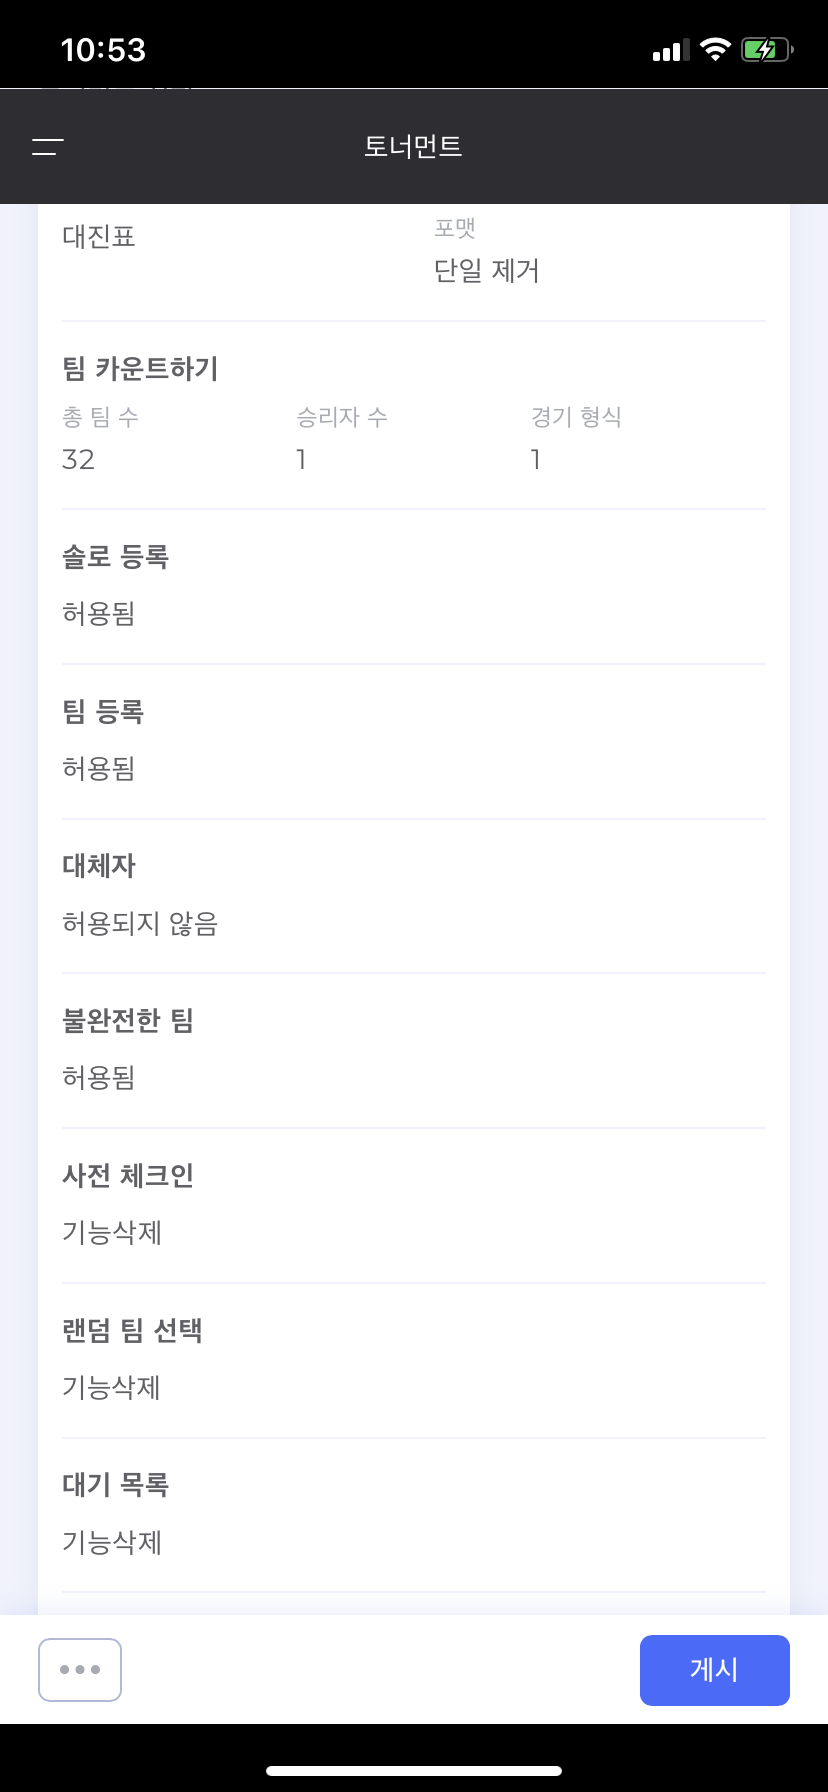 10:53
토너먼트
대진표
포맷
단일 제거
팀 카운트하기
총 팀 수 승리자 수 경기 형식
32 1 1
솔로 등록
허용됨
팀 등록
허용됨
대체자
허용되지 않음
불완전한 팀
허용됨
사전 체크인
기능삭제
랜덤 팀 선택
기능삭제
대기 목록
기능삭제
게시